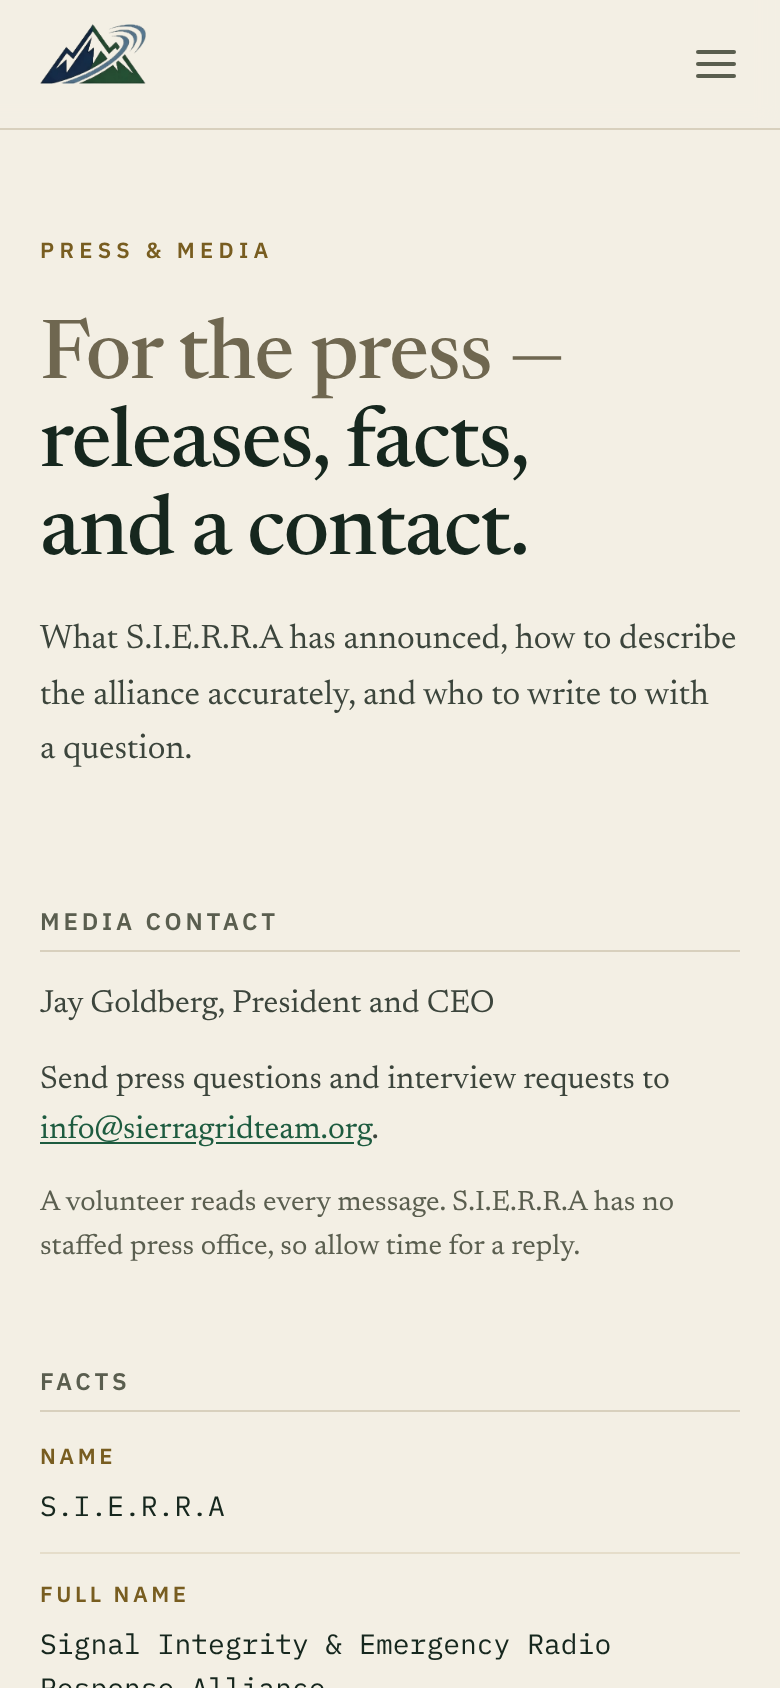 PRESS & MEDIA
For the press —
releases, facts,
and a contact.
What S.I.E.R.R.A has announced, how to describe
the alliance accurately, and who to write to with
a question.
MEDIA CONTACT
Jay Goldberg, President and CEO
Send press questions and interview requests to
info@sierragridteam.org.
A volunteer reads every message. S.I.E.R.R.A has no
staffed press office, so allow time for a reply.
FACTS
NAME
S.I.E.R.R.A
FULL NAME
Signal Integrity & Emergency Radio
Response Alliance